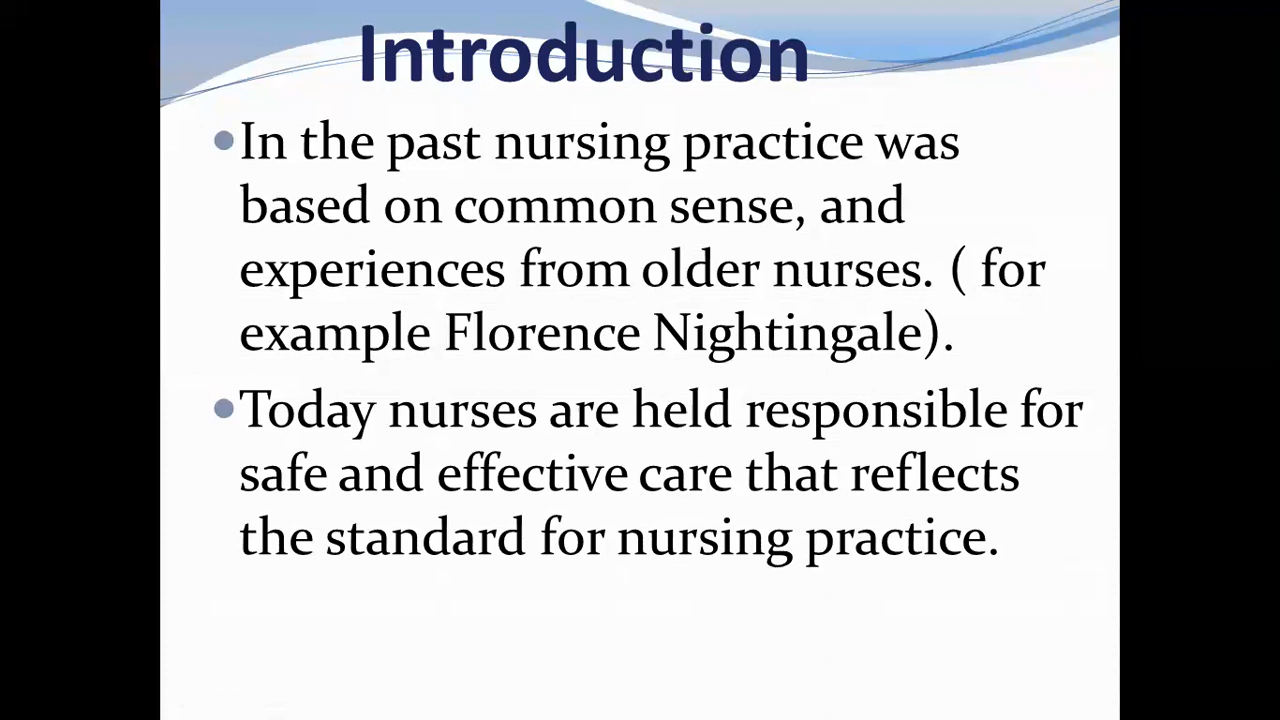 Introduction
•In the past nursing practice was
based on common sense, and
experiences from older nurses. ( for
example Florence Nightingale).
•Today nurses are held responsible for
safe and effective care that reflects
the standard for nursing practice.